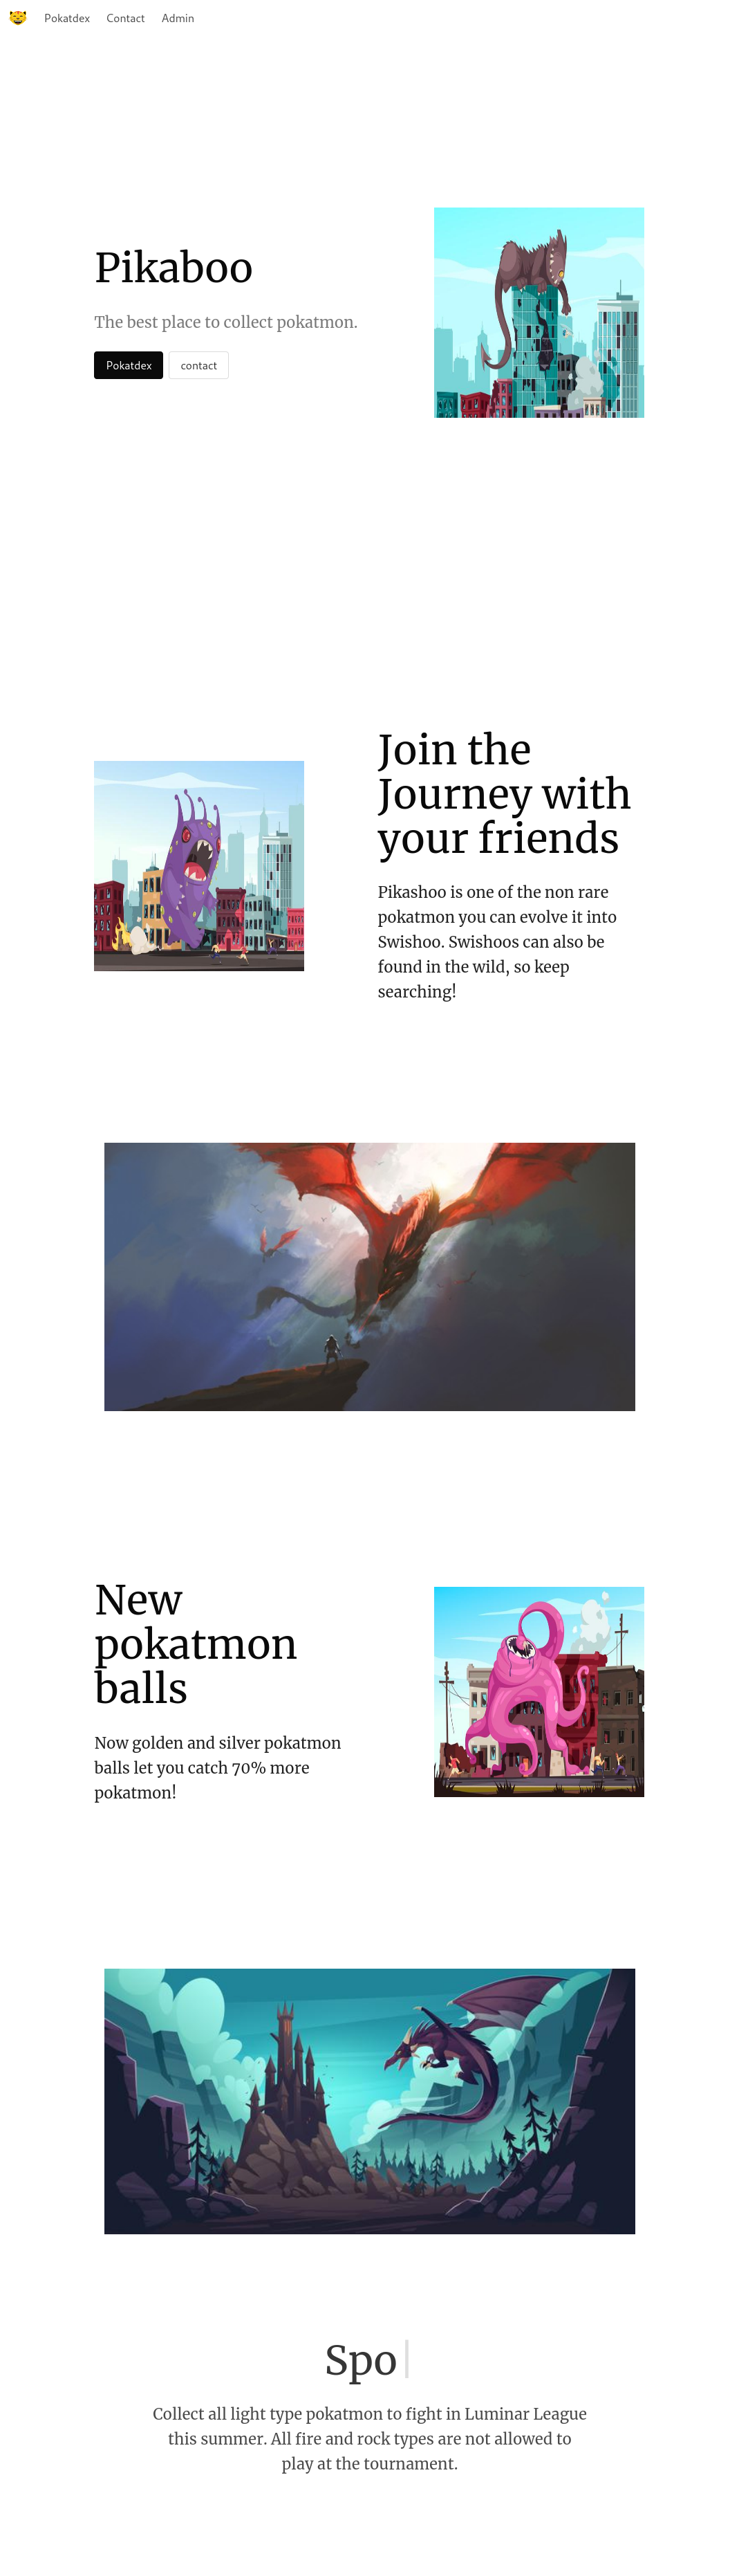 Pokatdex Contact Admin
Pikaboo
The best place to collect pokatmon.
Pokatdex contact
Join the
Journey with
your friends
Pikashoo is one of the non rare
pokatmon you can evolve it into
Swishoo. Swishoos can also be
found in the wild, so keep
searching!
New
pokatmon
balls
Now golden and silver pokatmon
balls let you catch 70% more
pokatmon!
Spo
Collect all light type pokatmon to fight in Luminar League
this summer. All fire and rock types are not allowed to
play at the tournament.